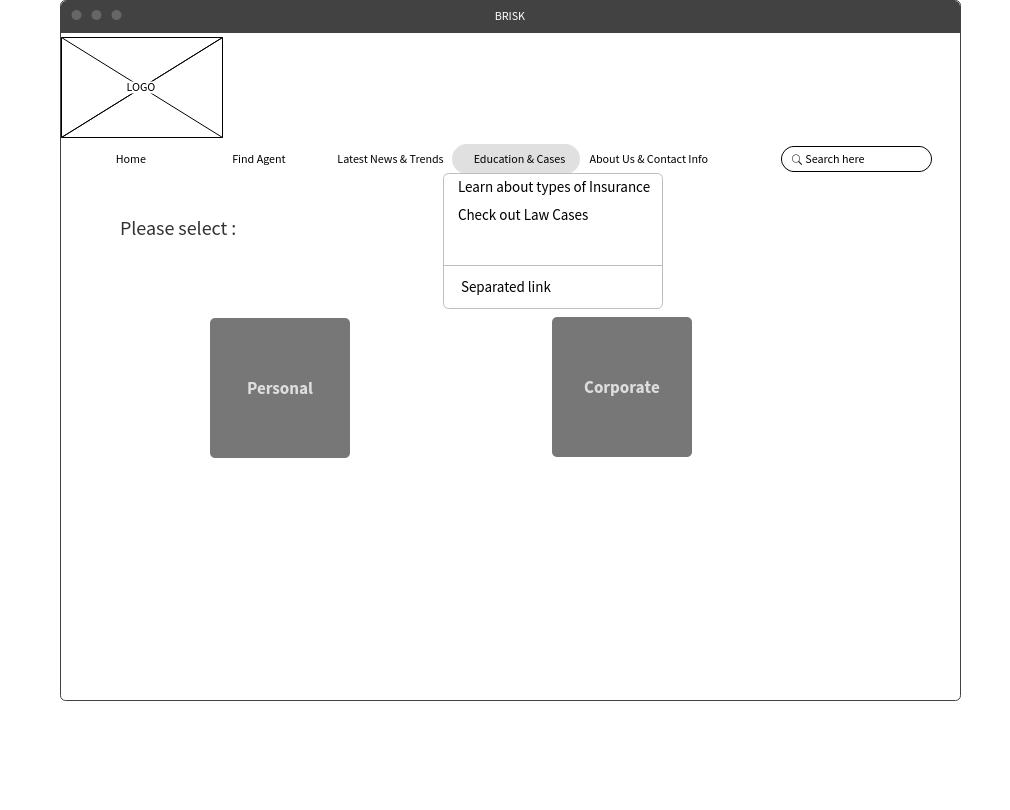 BRISK
LOGO
Home
Find Agent
Latest News & Trends
Education & Cases
About Us & Contact Info
Search here
Learn about types of Insurance
Check out Law Cases
Please select :
Separated link
Personal
Corporate